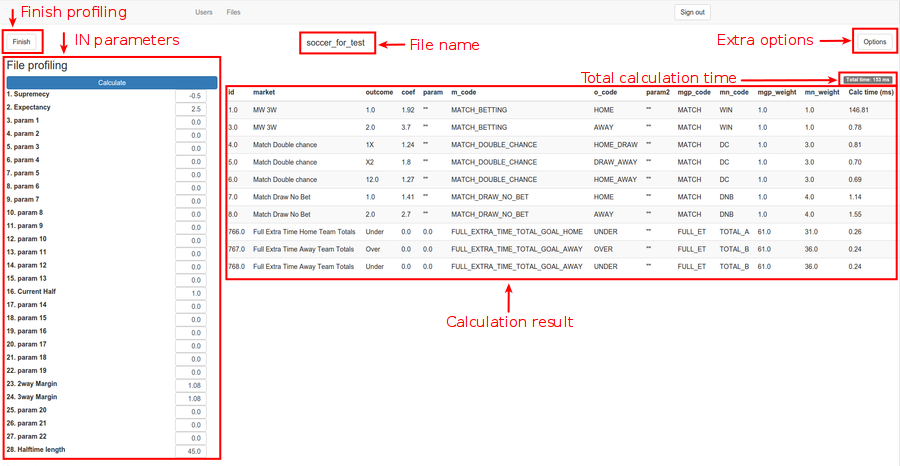 Finish profiling
Users Files Sign out
Finish
IN parameters
soccer_for_test
File name
Extra options
Options
File profiling
Calculate
Total calculation time
Total time: 153 ms
1. Supremecy -0.5
2. Expectancy 2.5
3. param 1 0.0
4. param 2 0.0
5. param 3 0.0
6. param 4 0.0
7. param 5 0.0
8. param 6 0.0
9. param 7 0.0
10. param 8 0.0
11. param 9 0.0
12. param 10 0.0
13. param 11 0.0
14. param 12 0.0
15. param 13 0.0
16. Current Half 1.0
17. param 14 0.0
18. param 15 0.0
19. param 16 0.0
20. param 17 0.0
21. param 18 0.0
22. param 19 0.0
23. 2way Margin 1.08
24. 3way Margin 1.08
25. param 20 0.0
26. param 21 0.0
27. param 22 0.0
28. Halftime length 45.0
id market outcome coef param m_code o_code param2 mgp_code mn_code mgp_weight mn_weight Calc time (ms)
1.0 MW 3W 1.0 1.92 "" MATCH_BETTING HOME "" MATCH WIN 1.0 1.0 146.81
3.0 MW 3W 2.0 3.7 "" MATCH_BETTING AWAY "" MATCH WIN 1.0 1.0 0.78
4.0 Match Double chance 1X 1.24 "" MATCH_DOUBLE_CHANCE HOME_DRAW "" MATCH DC 1.0 3.0 0.81
5.0 Match Double chance X2 1.8 "" MATCH_DOUBLE_CHANCE DRAW_AWAY "" MATCH DC 1.0 3.0 0.70
6.0 Match Double chance 12.0 1.27 "" MATCH_DOUBLE_CHANCE HOME_AWAY "" MATCH DC 1.0 3.0 0.69
7.0 Match Draw No Bet 1.0 1.41 "" MATCH_DRAW_NO_BET HOME "" MATCH DNB 1.0 4.0 1.14
8.0 Match Draw No Bet 2.0 2.7 "" MATCH_DRAW_NO_BET AWAY "" MATCH DNB 1.0 4.0 1.55
766.0 Full Extra Time Home Team Totals Under 0.0 0.0 FULL_EXTRA_TIME_TOTAL_GOAL_HOME UNDER "" FULL_ET TOTAL_A 61.0 31.0 0.26
767.0 Full Extra Time Away Team Totals Over 0.0 0.0 FULL_EXTRA_TIME_TOTAL_GOAL_AWAY OVER "" FULL_ET TOTAL_B 61.0 36.0 0.24
768.0 Full Extra Time Away Team Totals Under 0.0 0.0 FULL_EXTRA_TIME_TOTAL_GOAL_AWAY UNDER "" FULL_ET TOTAL_B 61.0 36.0 0.24
Calculation result